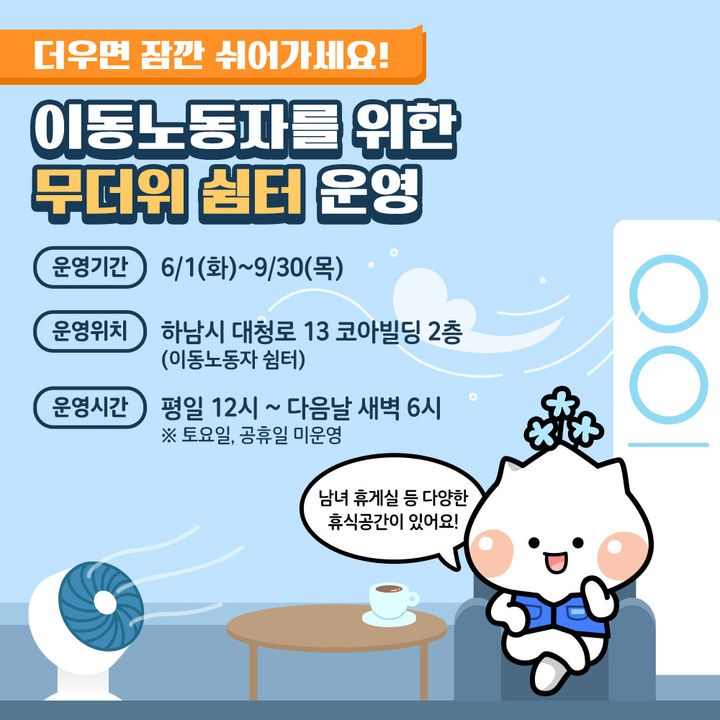 더우면 잠깐 쉬어가세요!
이동노동자를 위한
무더위 쉼터 운영
운영기간 6/1(화)~9/30(목)
운영위치 하남시 대청로 13 코아빌딩 2층
(이동노동자 쉼터)
운영시간 평일 12시 ~ 다음날 새벽 6시
※ 토요일, 공휴일 미운영
남녀 휴게실 등 다양한
휴식공간이 있어요!